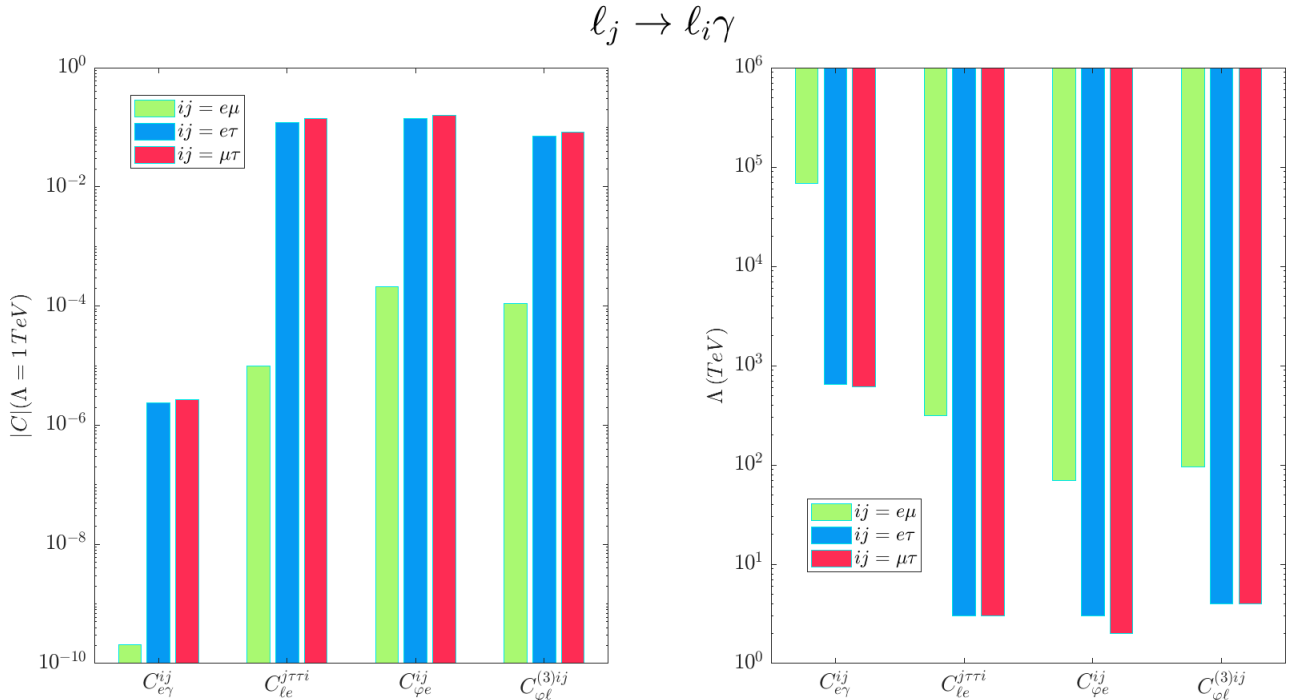 ℓ_j → ℓ_i γ
|C|(Λ = 1 TeV)
10^0
10^-2
10^-4
10^-6
10^-8
10^-10
ij = eμ
ij = eτ
ij = μτ
C_{eγ}^{ij}
C_{ℓe}^{jττi}
C_{φe}^{ij}
C_{φℓ}^{(3)ij}
Λ (TeV)
10^6
10^5
10^4
10^3
10^2
10^1
10^0
ij = eμ
ij = eτ
ij = μτ
C_{eγ}^{ij}
C_{ℓe}^{jττi}
C_{φe}^{ij}
C_{φℓ}^{(3)ij}